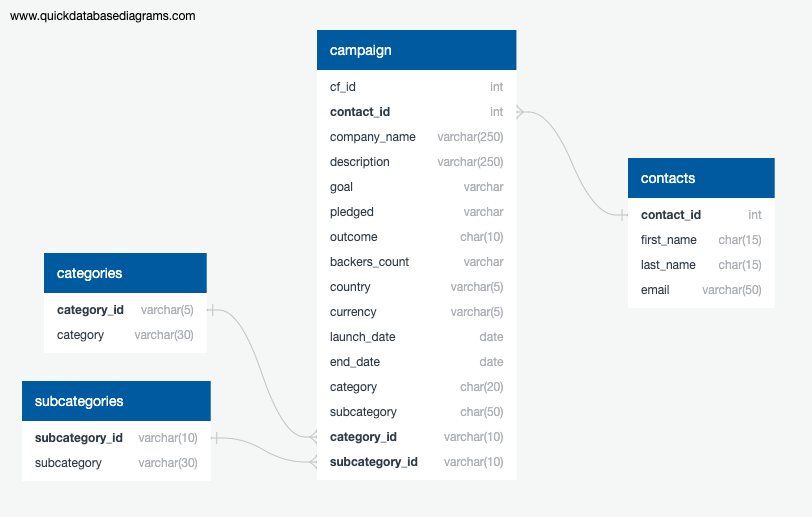 www.quickdatabasediagrams.com
campaign
cf_id int
contact_id int
company_name varchar(250)
description varchar(250)
goal varchar
pledged varchar
outcome char(10)
backers_count varchar
country varchar(5)
currency varchar(5)
launch_date date
end_date date
category char(20)
subcategory char(50)
category_id varchar(10)
subcategory_id varchar(10)
contacts
contact_id int
first_name char(15)
last_name char(15)
email varchar(50)
categories
category_id varchar(5)
category varchar(30)
subcategories
subcategory_id varchar(10)
subcategory varchar(30)